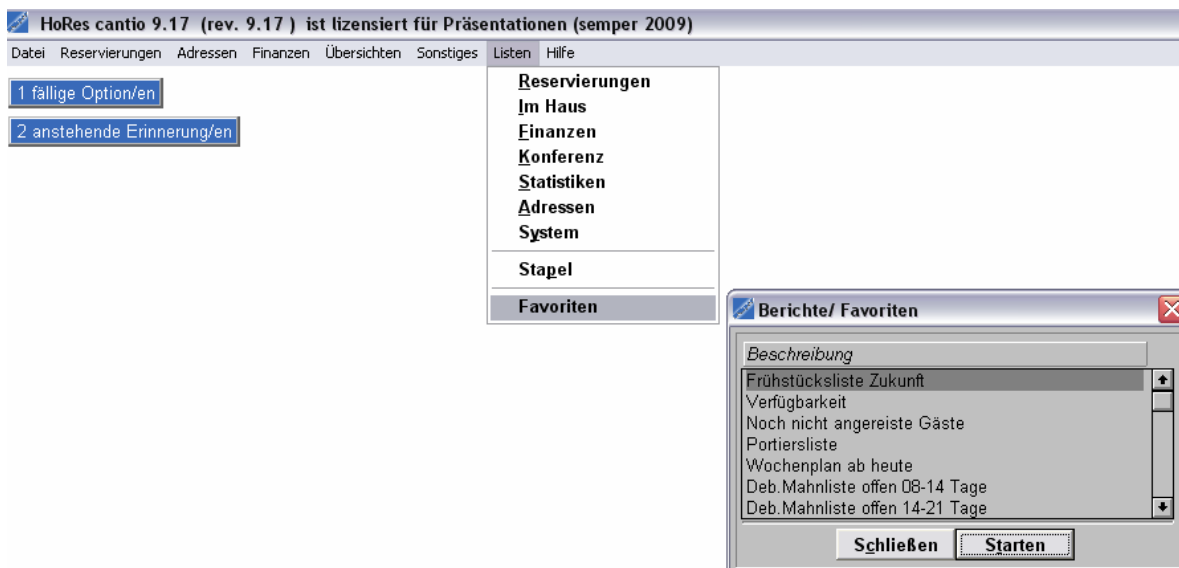 HoRes cantio 9.17 (rev. 9.17 ) ist lizensiert für Präsentationen (semper 2009)
Datei Reservierungen Adressen Finanzen Übersichten Sonstiges Listen Hilfe
1 fällige Option/en
2 anstehende Erinnerung/en
Reservierungen
Im Haus
Finanzen
Konferenz
Statistiken
Adressen
System
Stapel
Favoriten
Berichte/ Favoriten
Beschreibung
Frühstücksliste Zukunft
Verfügbarkeit
Noch nicht angereiste Gäste
Portiersliste
Wochenplan ab heute
Deb.Mahnliste offen 08-14 Tage
Deb.Mahnliste offen 14-21 Tage
Schließen Starten